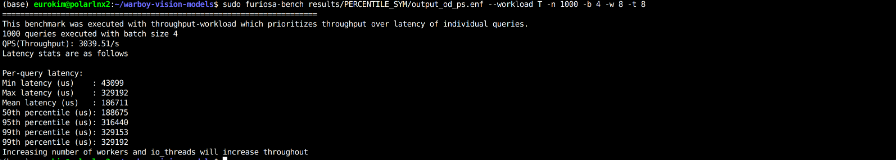 (base) eurokim@polarlnx2:~/warboy-vision-models$ sudo furiosa-bench results/PERCENTILE_SYM/output_od_ps.enf --workload T -n 1000 -b 4 -w 8 -t 8
======================================================================
This benchmark was executed with throughput-workload which prioritizes throughput over latency of individual queries.
1000 queries executed with batch size 4
QPS(Throughput): 3039.51/s
Latency stats are as follows

Per-query latency:
Min latency (us)    : 43099
Max latency (us)    : 329192
Mean latency (us)   : 186711
50th percentile (us): 188675
95th percentile (us): 316440
99th percentile (us): 329153
99th percentile (us): 329192
Increasing number of workers and io_threads will increase throughout